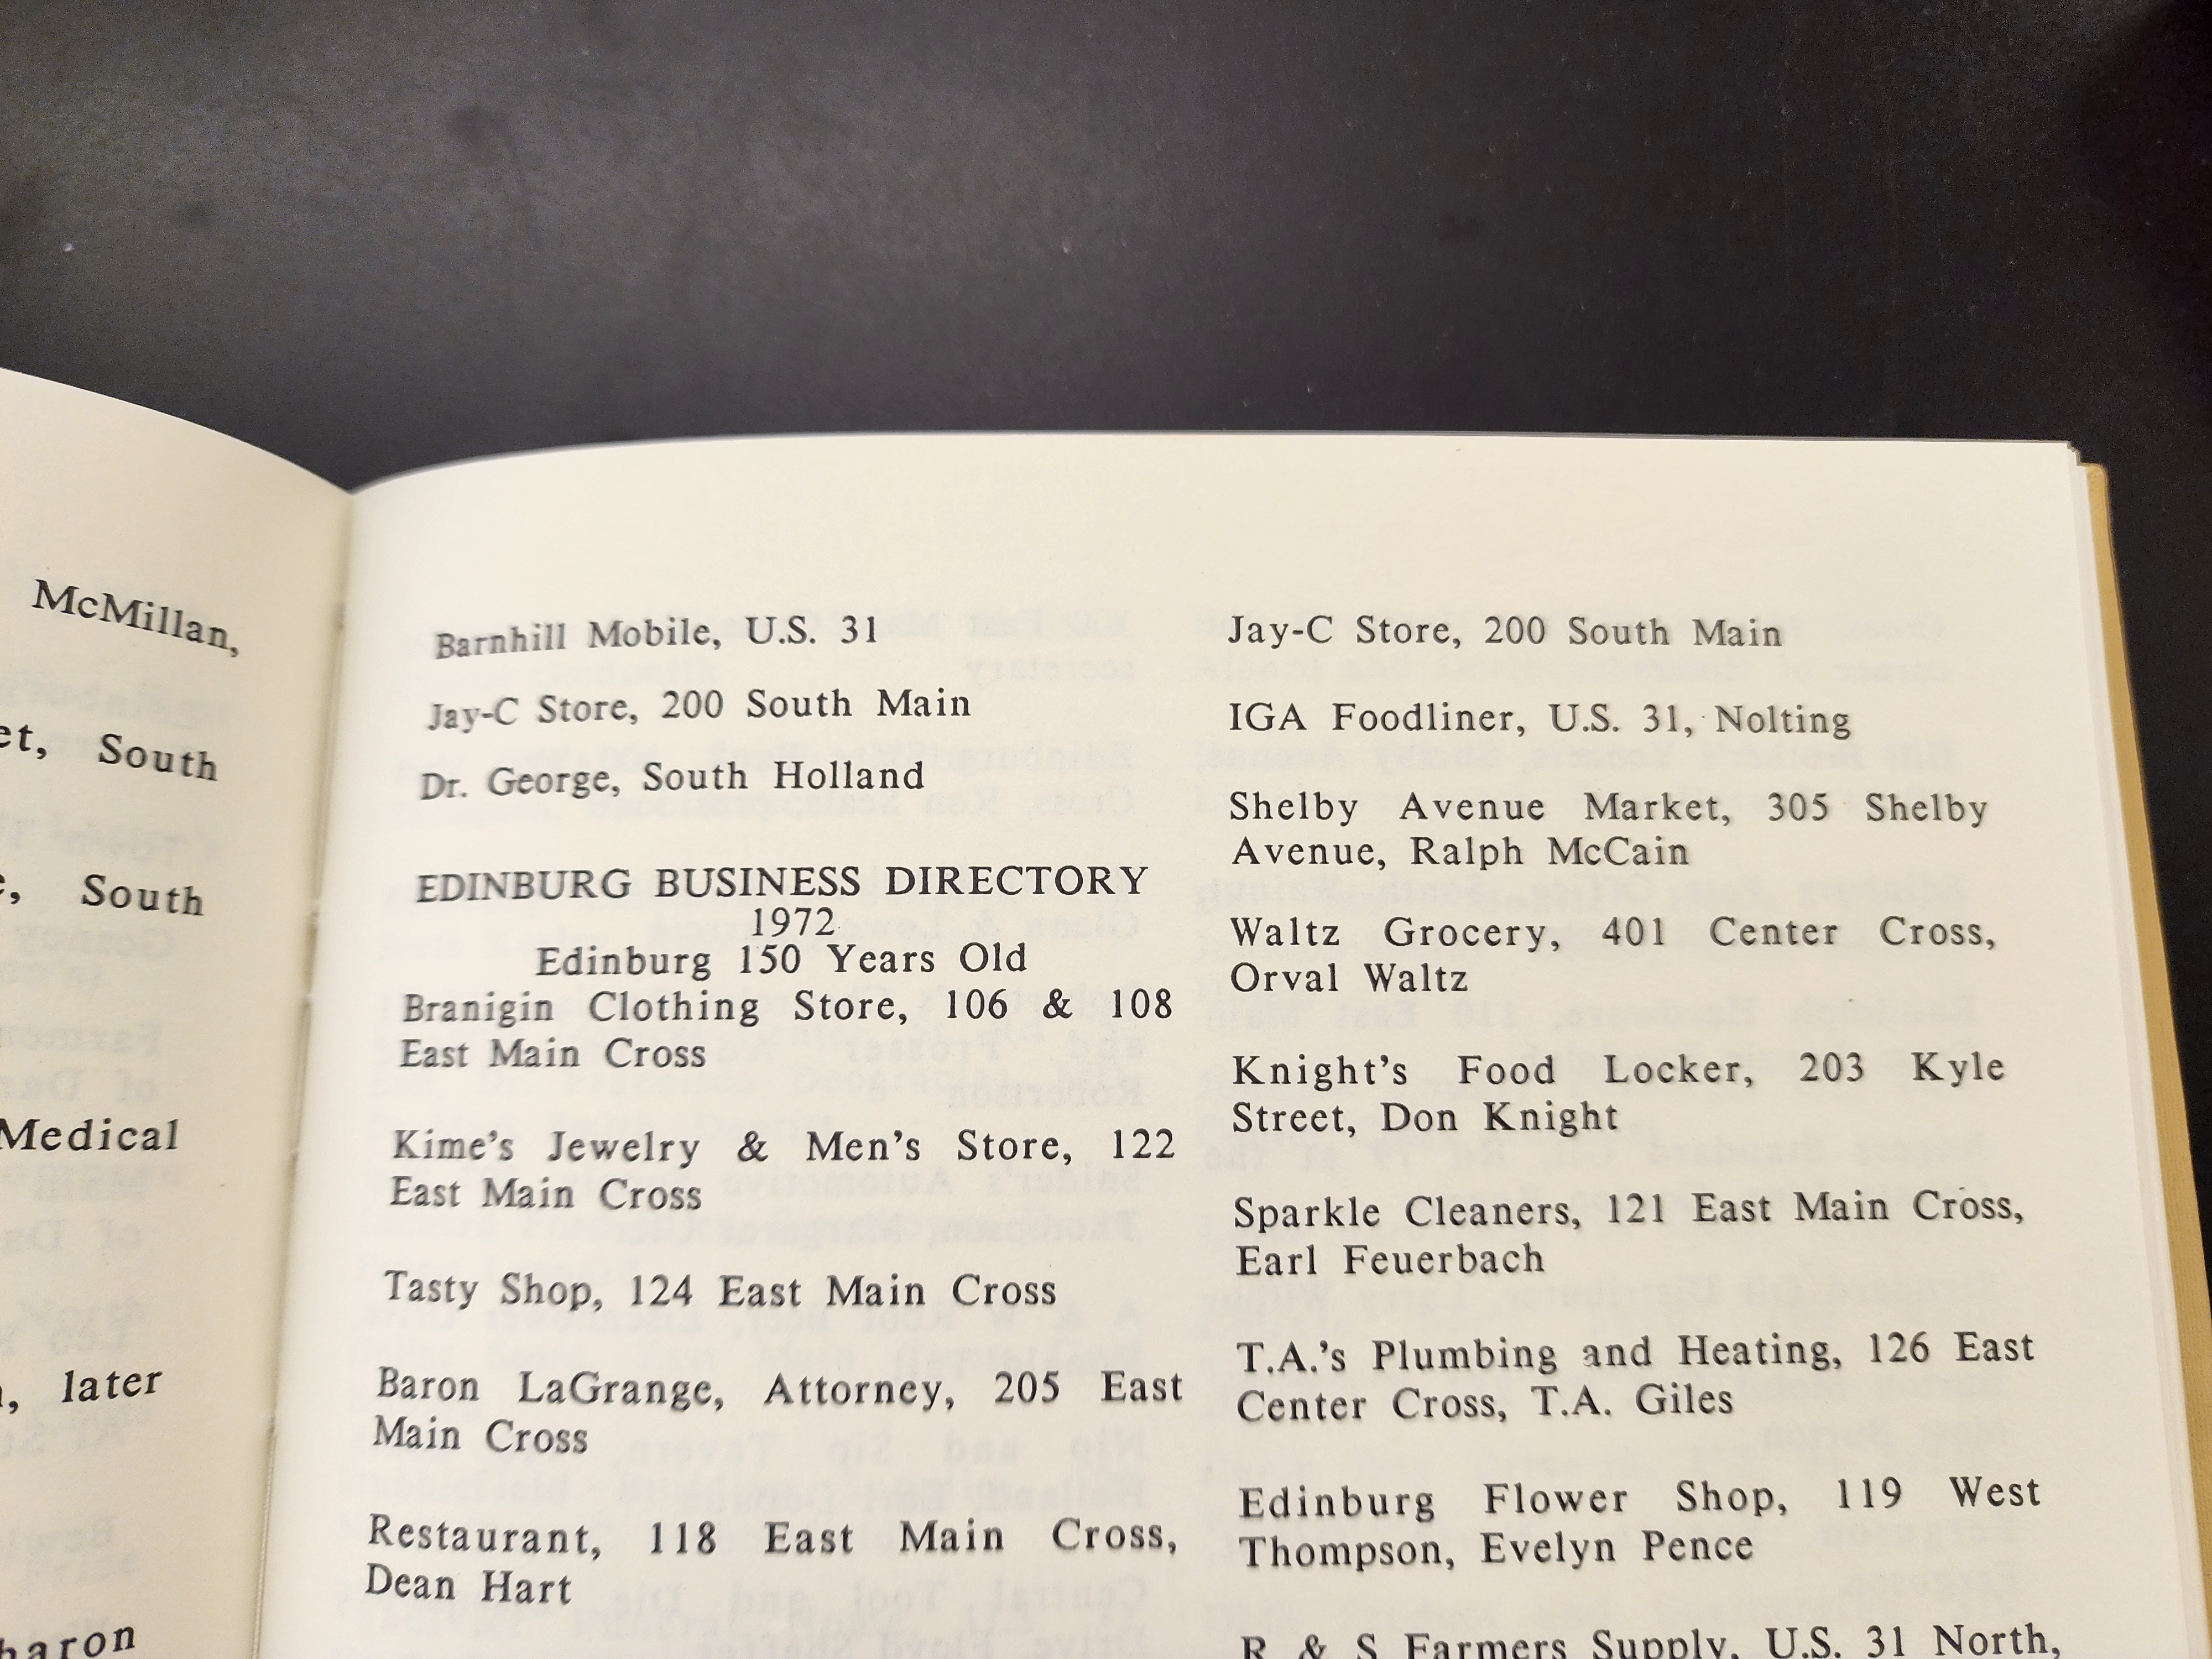 McMillan,
South
South
Medical
later
Barnhill Mobile, U.S. 31
Jay-C Store, 200 South Main
Dr. George, South Holland
EDINBURG BUSINESS DIRECTORY
1972
Edinburg 150 Years Old
Branigin Clothing Store, 106 & 108
East Main Cross
Kime's Jewelry & Men's Store, 122
East Main Cross
Tasty Shop, 124 East Main Cross
Baron LaGrange, Attorney, 205 East
Main Cross
Restaurant, 118 East Main Cross,
Dean Hart
Jay-C Store, 200 South Main
IGA Foodliner, U.S. 31, Nolting
Shelby Avenue Market, 305 Shelby
Avenue, Ralph McCain
Waltz Grocery, 401 Center Cross,
Orval Waltz
Knight's Food Locker, 203 Kyle
Street, Don Knight
Sparkle Cleaners, 121 East Main Cross,
Earl Feuerbach
T.A.'s Plumbing and Heating, 126 East
Center Cross, T.A. Giles
Edinburg Flower Shop, 119 West
Thompson, Evelyn Pence
R & S Farmers Supply, U.S. 31 North,